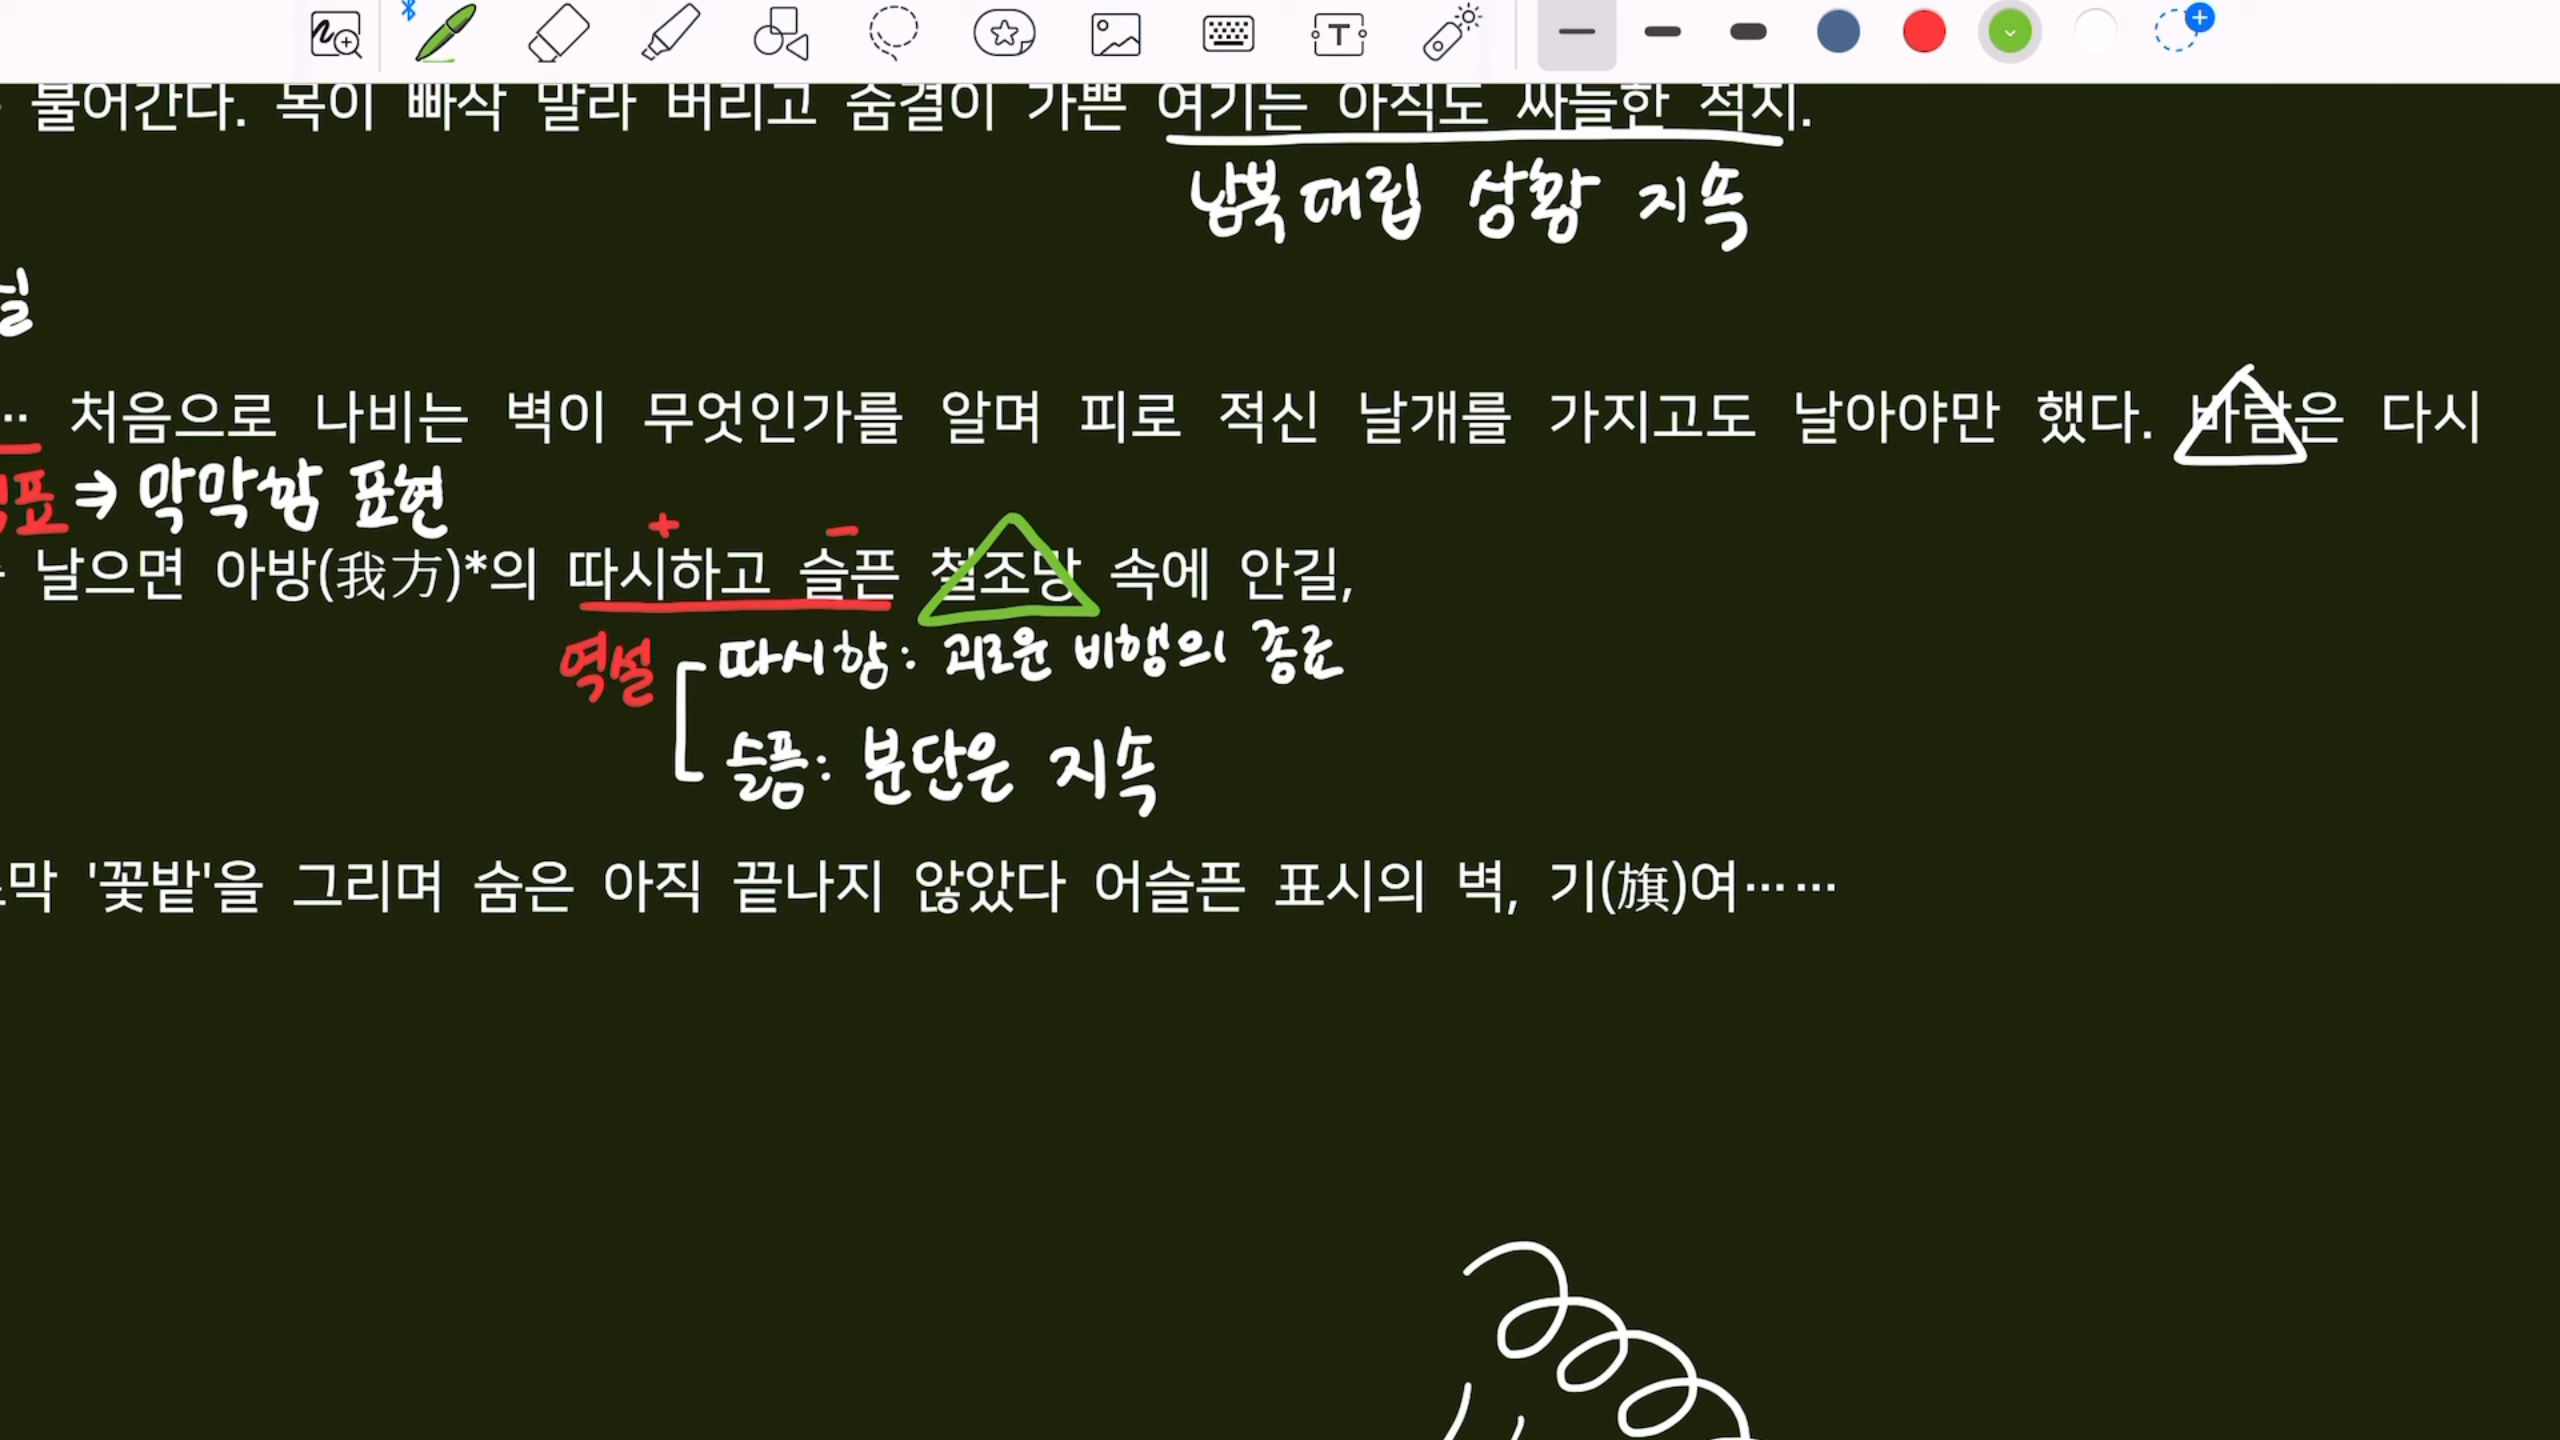 불어간다. 목이 빠삭 말라 버리고 숨결이 가쁜 여기는 아직도 싸늘한 적지.
남북대립 상황 지속
⋯ 처음으로 나비는 벽이 무엇인가를 알며 피로 적신 날개를 가지고도 날아야만 했다. 바람은 다시
표 ⇒ 막막함 표현
+ −
날으면 아방(我方)*의 따시하고 슬픈 철조망 속에 안길,
역설 따시함: 괴로운 비행의 종료
슬픔: 분단은 지속
막 '꽃밭'을 그리며 숨은 아직 끝나지 않았다 어슬픈 표시의 벽, 기(旗)여⋯⋯